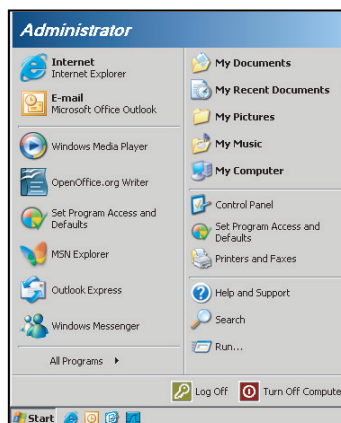 Administrator
Internet
Internet Explorer
E-mail
Microsoft Office Outlook
Windows Media Player
OpenOffice.org Writer
Set Program Access and
Defaults
MSN Explorer
Outlook Express
Windows Messenger
All Programs
My Documents
My Recent Documents
My Pictures
My Music
My Computer
Control Panel
Set Program Access and
Defaults
Printers and Faxes
Help and Support
Search
Run...
Log Off
Turn Off Compute
Start